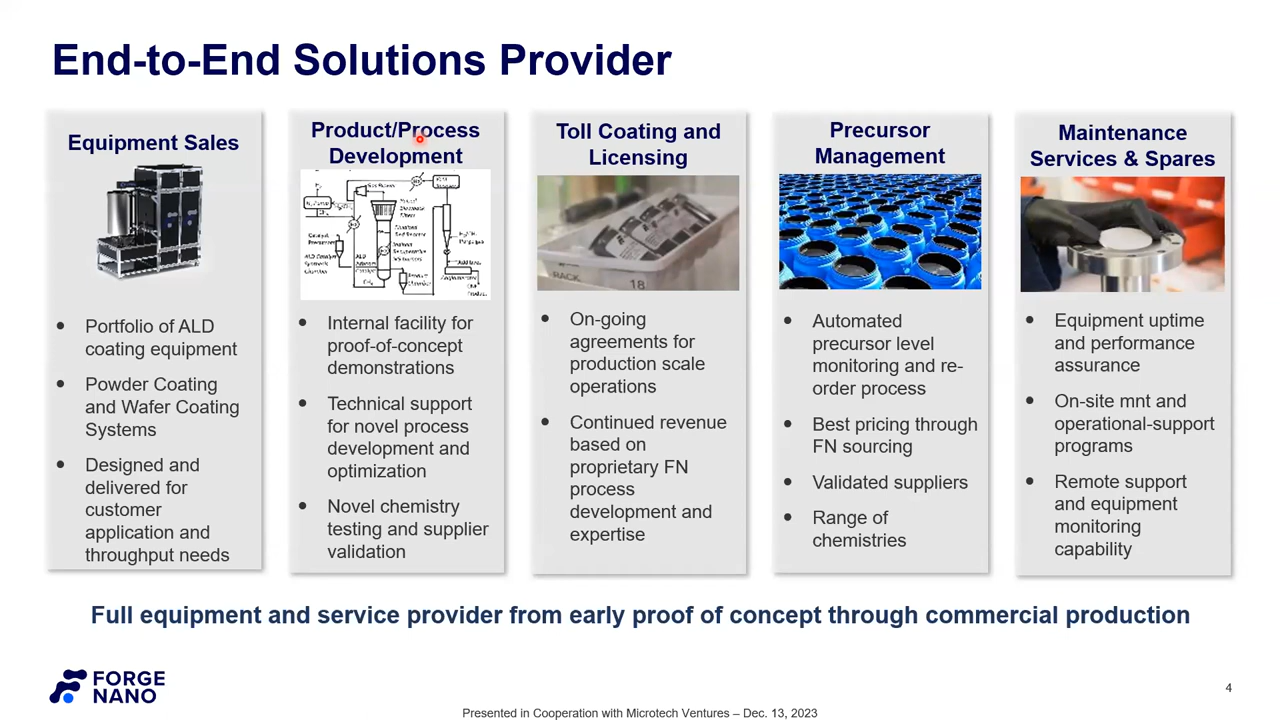 End-to-End Solutions Provider
Equipment Sales
• Portfolio of ALD
coating equipment
• Powder Coating
and Wafer Coating
Systems
• Designed and
delivered for
customer
application and
throughput needs
Product/Process
Development
• Internal facility for
proof-of-concept
demonstrations
• Technical support
for novel process
development and
optimization
• Novel chemistry
testing and supplier
validation
Toll Coating and
Licensing
RACK
18
• On-going
agreements for
production scale
operations
• Continued revenue
based on
proprietary FN
process
development and
expertise
Precursor
Management
• Automated
precursor level
monitoring and re-
order process
• Best pricing through
FN sourcing
• Validated suppliers
• Range of
chemistries
Maintenance
Services & Spares
• Equipment uptime
and performance
assurance
• On-site mnt and
operational-support
programs
• Remote support
and equipment
monitoring
capability
Full equipment and service provider from early proof of concept through commercial production
FORGE
NANO
4
Presented in Cooperation with Microtech Ventures – Dec. 13, 2023